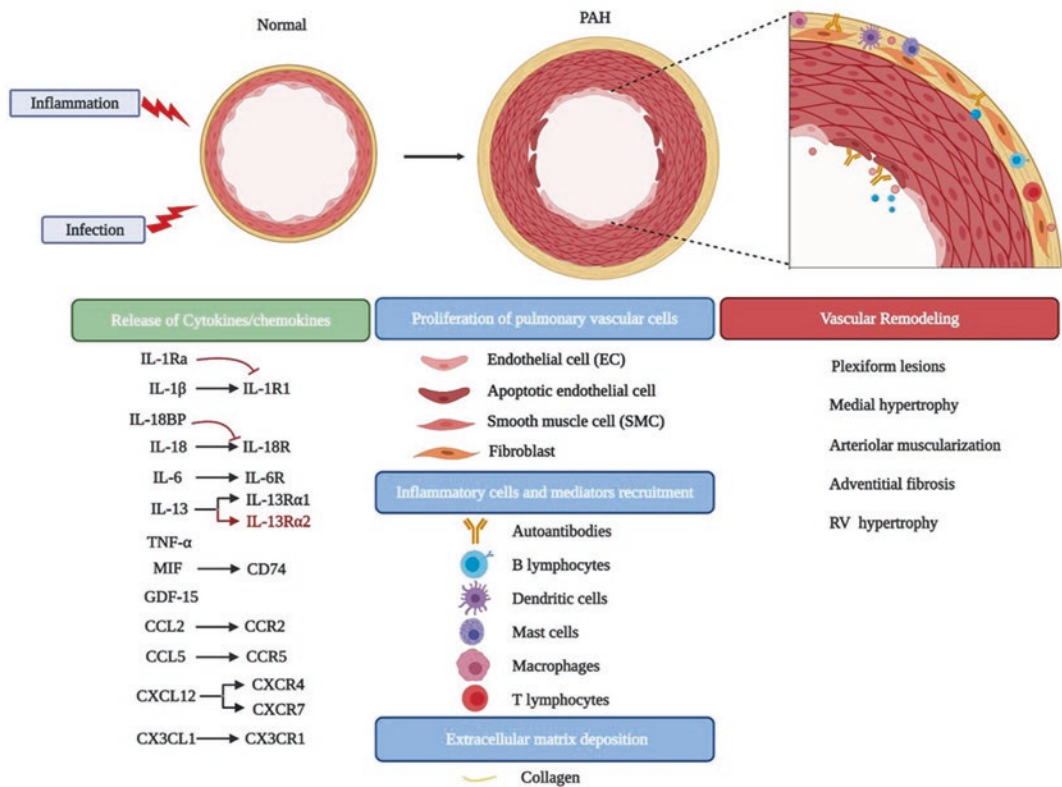 Normal
PAH
Inflammation
Infection
Release of Cytokines/chemokines
IL-1Ra
IL-1β
IL-1R1
IL-18BP
IL-18
IL-18R
IL-6
IL-6R
IL-13
IL-13Rα1
IL-13Rα2
TNF-α
MIF
CD74
GDF-15
CCL2
CCR2
CCL5
CCR5
CXCL12
CXCR4
CXCR7
CX3CL1
CX3CR1
Proliferation of pulmonary vascular cells
Endothelial cell (EC)
Apoptotic endothelial cell
Smooth muscle cell (SMC)
Fibroblast
Inflammatory cells and mediators recruitment
Autoantibodies
B lymphocytes
Dendritic cells
Mast cells
Macrophages
T lymphocytes
Extracellular matrix deposition
Collagen
Vascular Remodeling
Plexiform lesions
Medial hypertrophy
Arteriolar muscularization
Adventitial fibrosis
RV hypertrophy